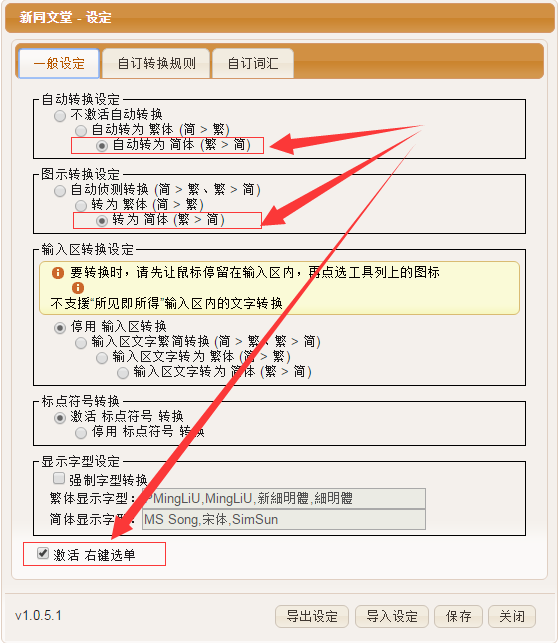 新同文堂 - 设定
一般设定 自订转换规则 自订词汇
自动转换设定
不激活自动转换
自动转为 繁体 (简 > 繁)
自动转为 简体 (繁 > 简)
图示转换设定
自动侦测转换 (简 > 繁、繁 > 简)
转为 繁体 (简 > 繁)
转为 简体 (繁 > 简)
输入区转换设定
要转换时，请先让鼠标停留在输入区内，再点选工具列上的图标
不支援“所见即所得”输入区内的文字转换
停用 输入区转换
输入区文字繁简转换 (简 > 繁、繁 > 简)
输入区文字转为 繁体 (简 > 繁)
输入区文字转为 简体 (繁 > 简)
标点符号转换
激活 标点符号 转换
停用 标点符号 转换
显示字型设定
强制字型转换
繁体显示字型： PMingLiU,MingLiU,新細明體,細明體
简体显示字型： MS Song,宋体,SimSun
激活 右键选单
v1.0.5.1 导出设定 导入设定 保存 关闭